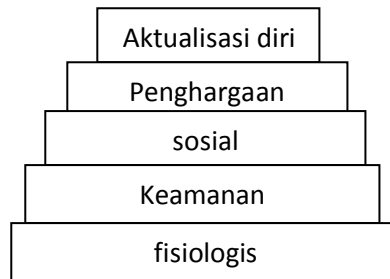 Aktualisasi diri
Penghargaan
sosial
Keamanan
fisiologis